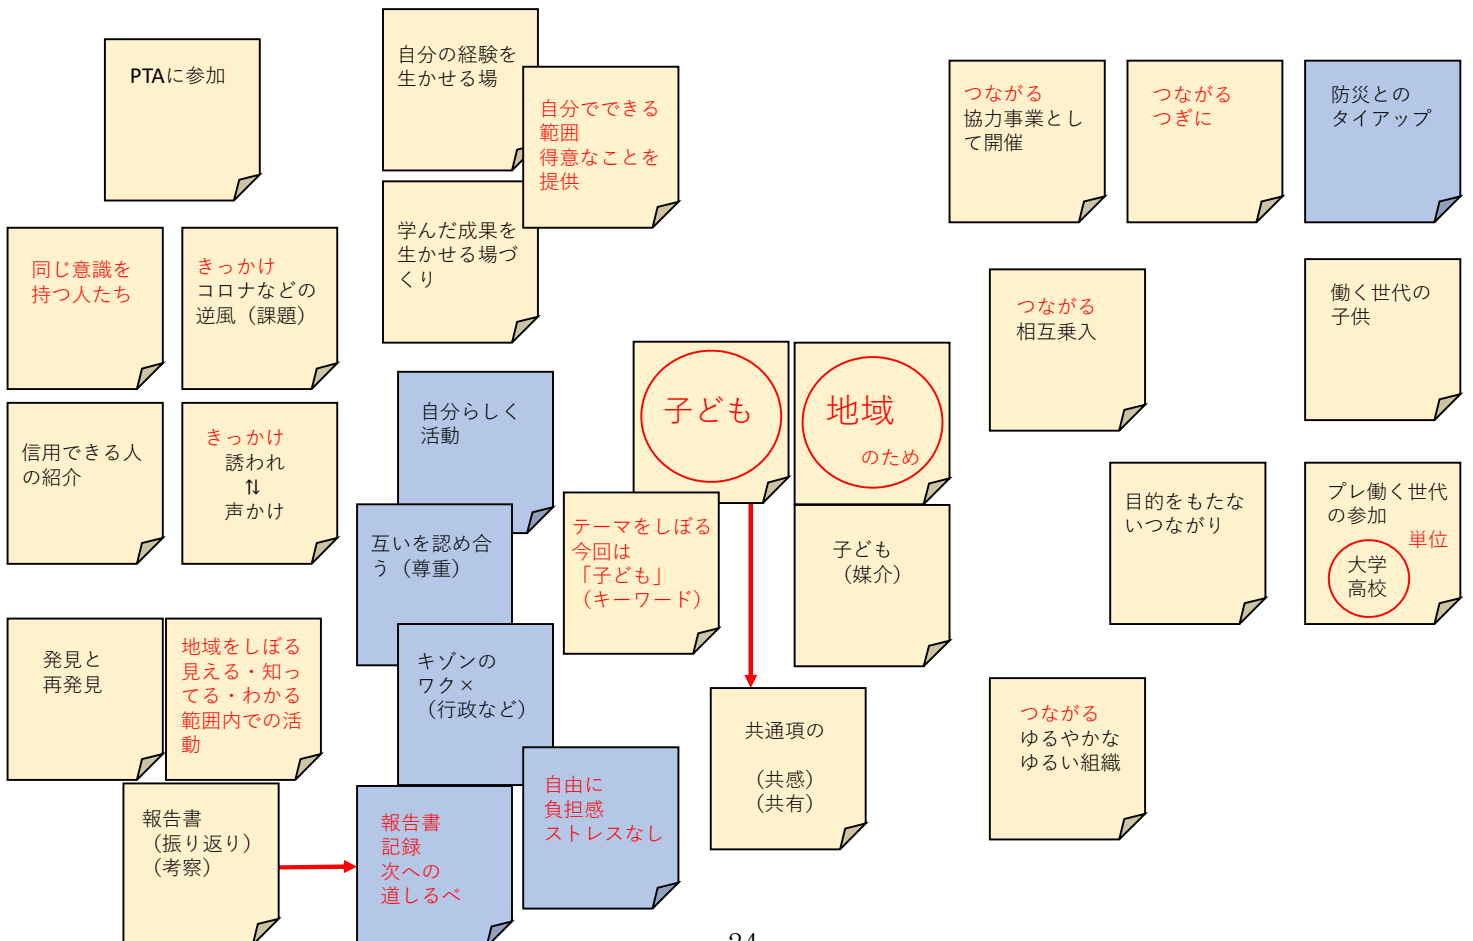 PTAに参加
自分の経験を
生かせる場
自分でできる
範囲
得意なことを
提供
学んだ成果を
生かせる場づ
くり
つながる
協力事業とし
て開催
つながる
つぎに
防災との
タイアップ
同じ意識を
持つ人たち
きっかけ
コロナなどの
逆風（課題）
つながる
相互乗入
働く世代の
子供
信用できる人
の紹介
きっかけ
誘われ
⇅
声かけ
自分らしく
活動
子ども
地域
のため
互いを認め合
う（尊重）
テーマをしぼる
今回は
「子ども」
（キーワード）
子ども
（媒介）
目的をもたな
いつながり
プレ働く世代
の参加
単位
大学
高校
発見と
再発見
地域をしぼる
見える・知っ
てる・わかる
範囲内での活
動
キゾンの
ワク×
（行政など）
共通項の
（共感）
（共有）
つながる
ゆるやかな
ゆるい組織
報告書
（振り返り）
（考察）
報告書
記録
次への
道しるべ
自由に
負担感
ストレスなし